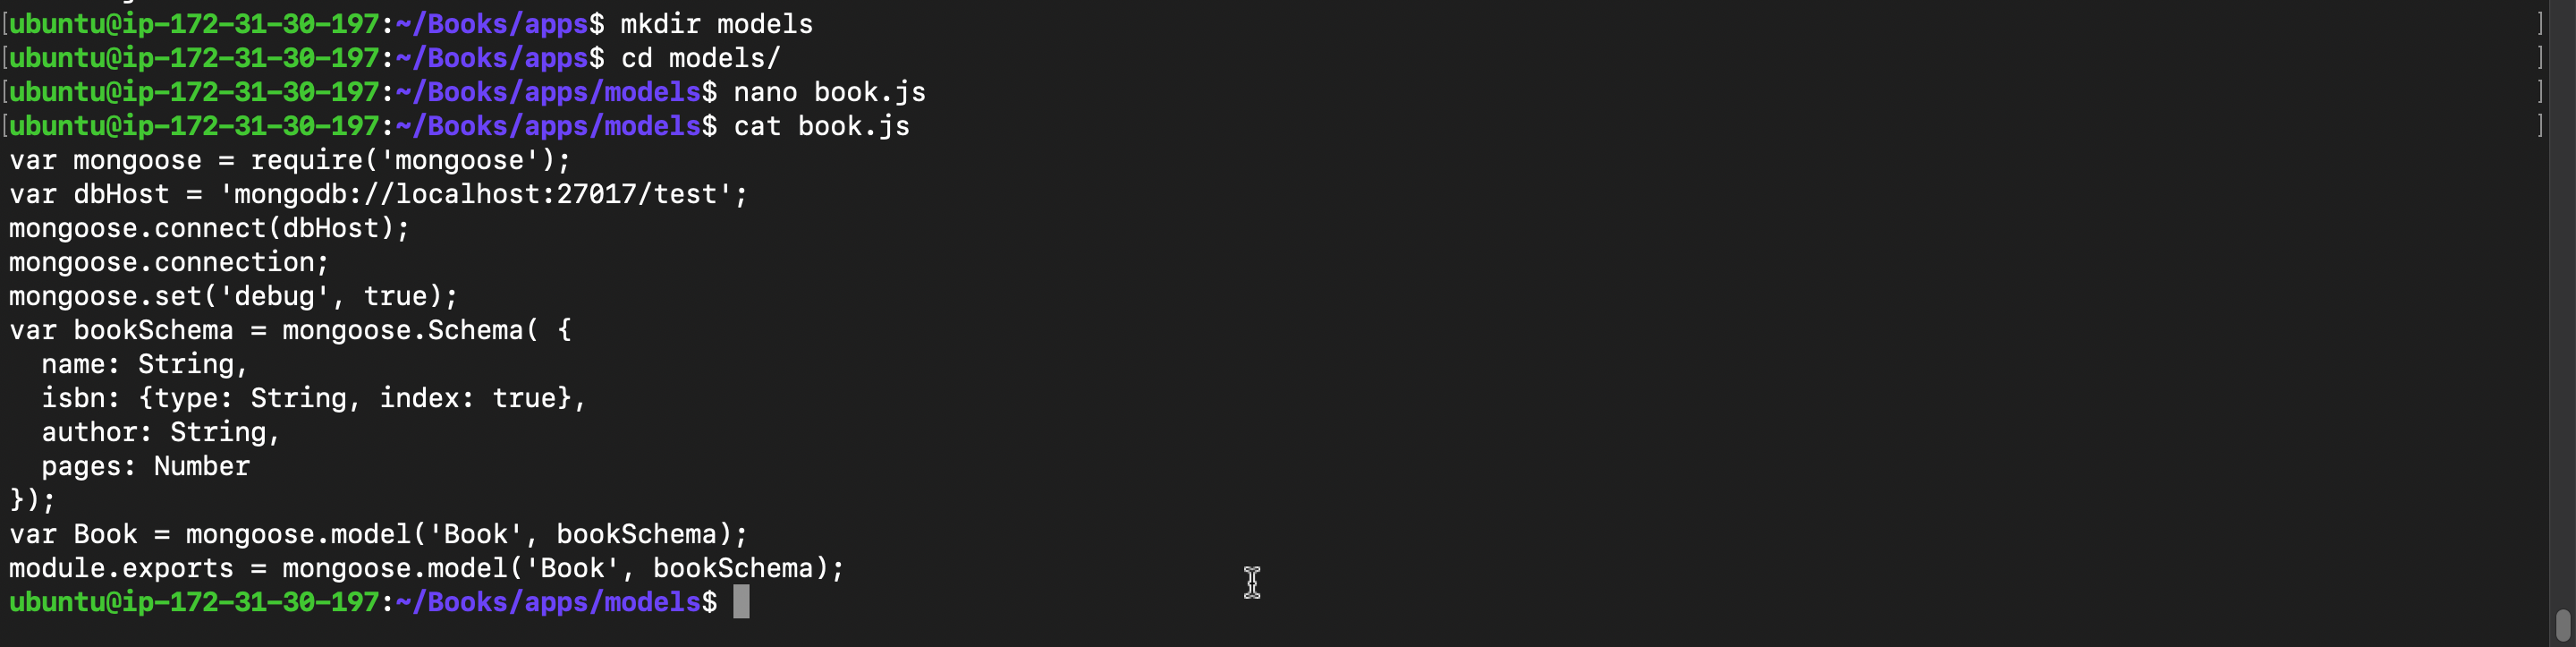 [ubuntu@ip-172-31-30-197:~/Books/apps$ mkdir models ]
[ubuntu@ip-172-31-30-197:~/Books/apps$ cd models/ ]
[ubuntu@ip-172-31-30-197:~/Books/apps/models$ nano book.js ]
[ubuntu@ip-172-31-30-197:~/Books/apps/models$ cat book.js ]
var mongoose = require('mongoose');
var dbHost = 'mongodb://localhost:27017/test';
mongoose.connect(dbHost);
mongoose.connection;
mongoose.set('debug', true);
var bookSchema = mongoose.Schema( {
  name: String,
  isbn: {type: String, index: true},
  author: String,
  pages: Number
});
var Book = mongoose.model('Book', bookSchema);
module.exports = mongoose.model('Book', bookSchema);
ubuntu@ip-172-31-30-197:~/Books/apps/models$